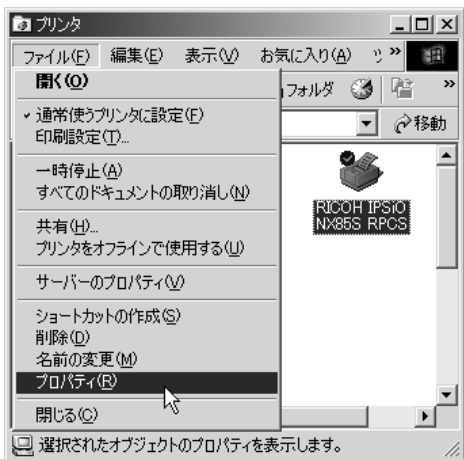 プリンタ
ファイル(F) 編集(E) 表示(V) お気に入り(A) »
開く(O)
フォルダ »
通常使うプリンタに設定(F)
移動
印刷設定(T)...
一時停止(A)
すべてのドキュメントの取り消し(N)
RICOH IPSiO
NX85S RPCS
共有(H)...
プリンタをオフラインで使用する(U)
サーバーのプロパティ(V)
ショートカットの作成(S)
削除(D)
名前の変更(M)
プロパティ(R)
閉じる(C)
選択されたオブジェクトのプロパティを表示します。